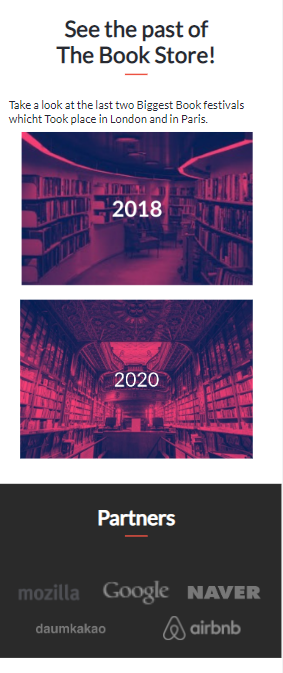 See the past of
The Book Store!
Take a look at the last two Biggest Book festivals
whicht Took place in London and in Paris.
2018
2020
Partners
mozilla Google NAVER
daumkakao airbnb